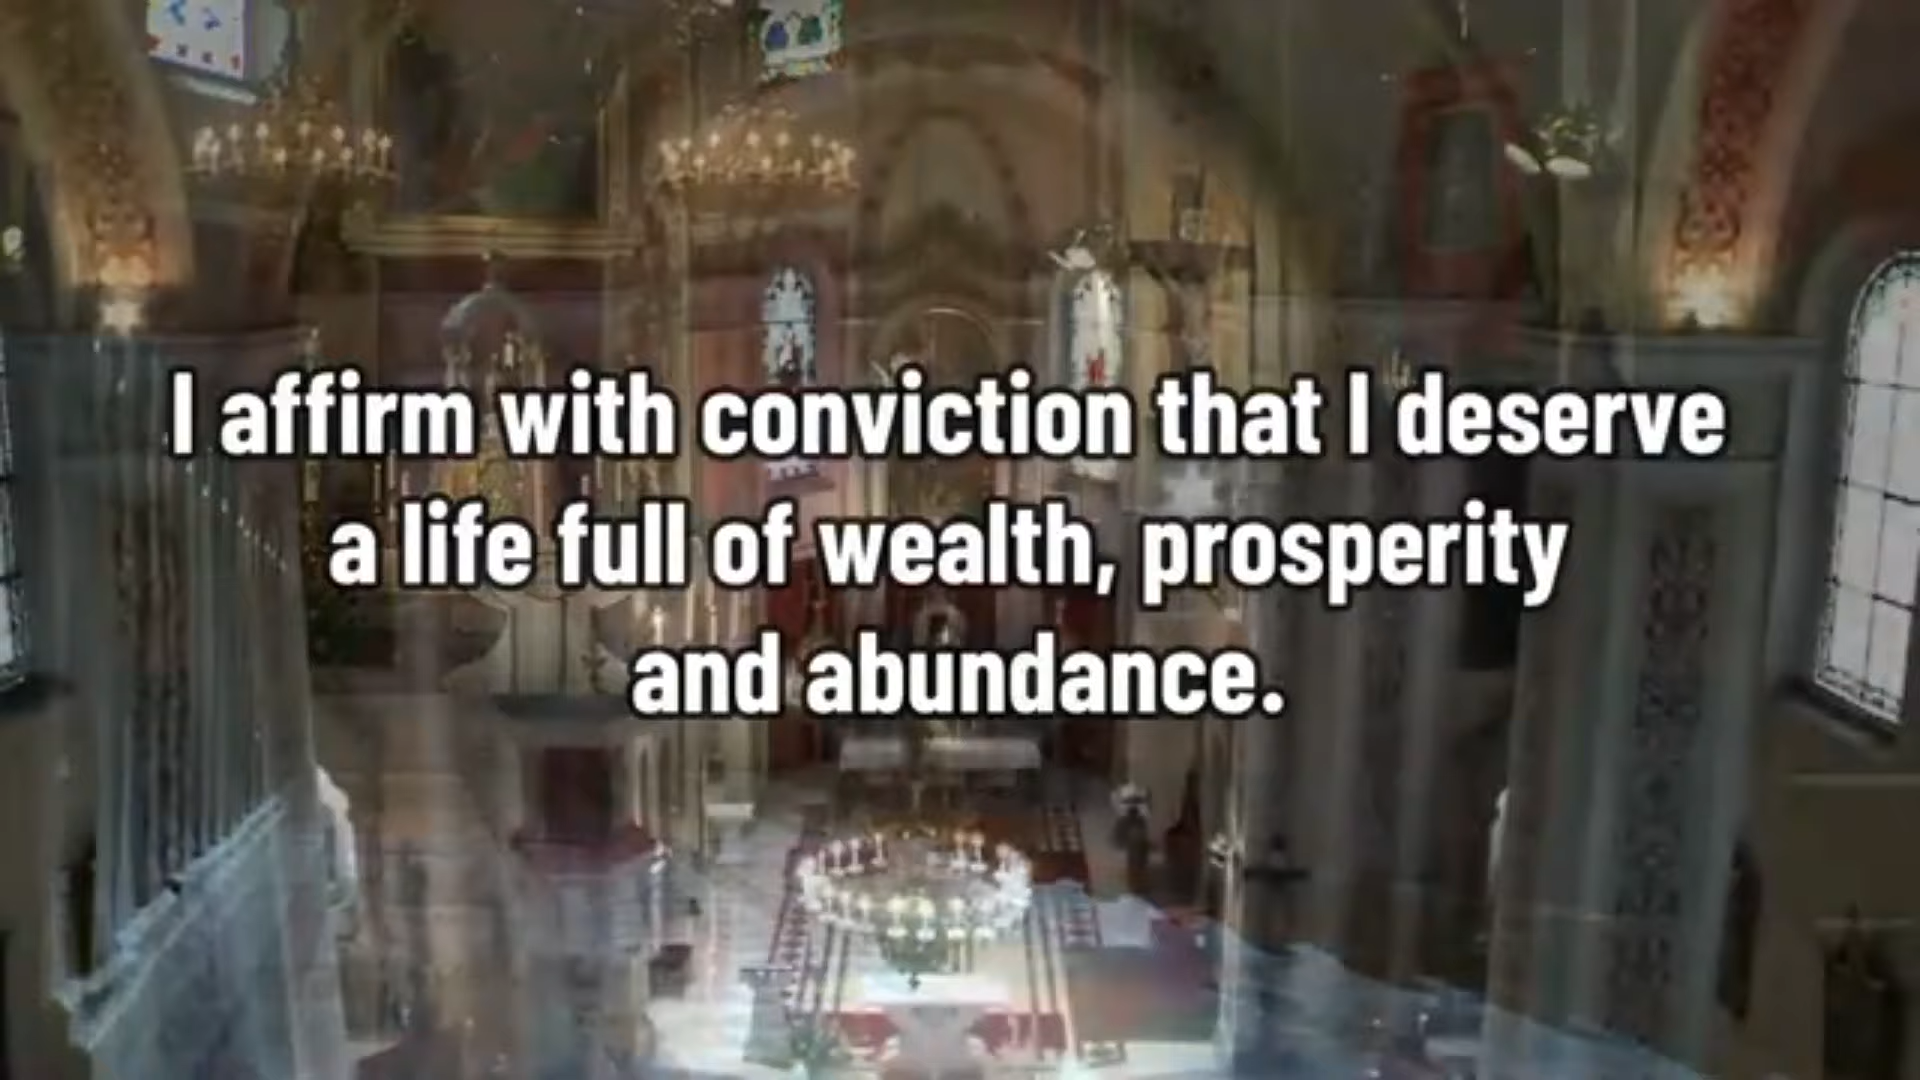 I affirm with conviction that I deserve
a life full of wealth, prosperity
and abundance.